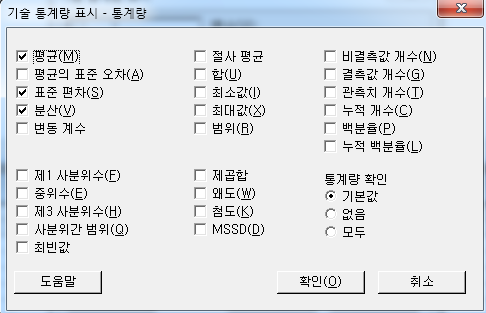 기술 통계량 표시 - 통계량
평균(M)
평균의 표준 오차(A)
표준 편차(S)
분산(V)
변동 계수
절사 평균
합(U)
최소값(I)
최대값(X)
범위(R)
비결측값 개수(N)
결측값 개수(G)
관측치 개수(T)
누적 개수(C)
백분율(P)
누적 백분율(L)
제1 사분위수(F)
중위수(E)
제3 사분위수(H)
사분위간 범위(Q)
최빈값
제곱합
왜도(W)
첨도(K)
MSSD(D)
통계량 확인
기본값
없음
모두
도움말
확인(O)
취소